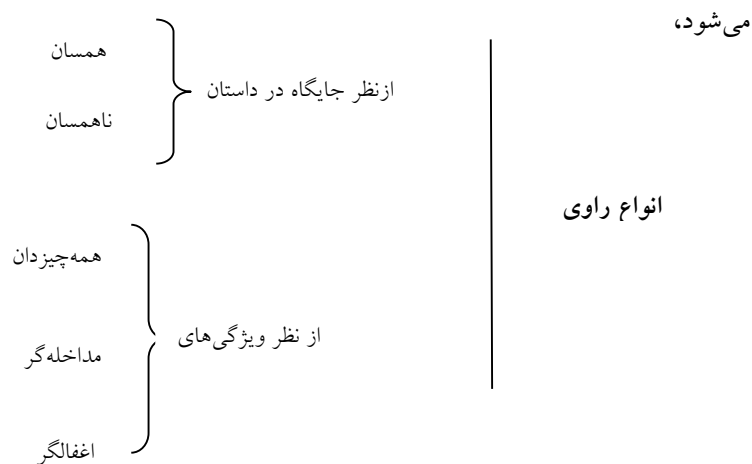 می‌شود،
انواع راوی
ازنظر جایگاه در داستان
همسان
ناهمسان
از نظر ویژگی‌های
همه‌چیزدان
مداخله‌گر
اغفالگر